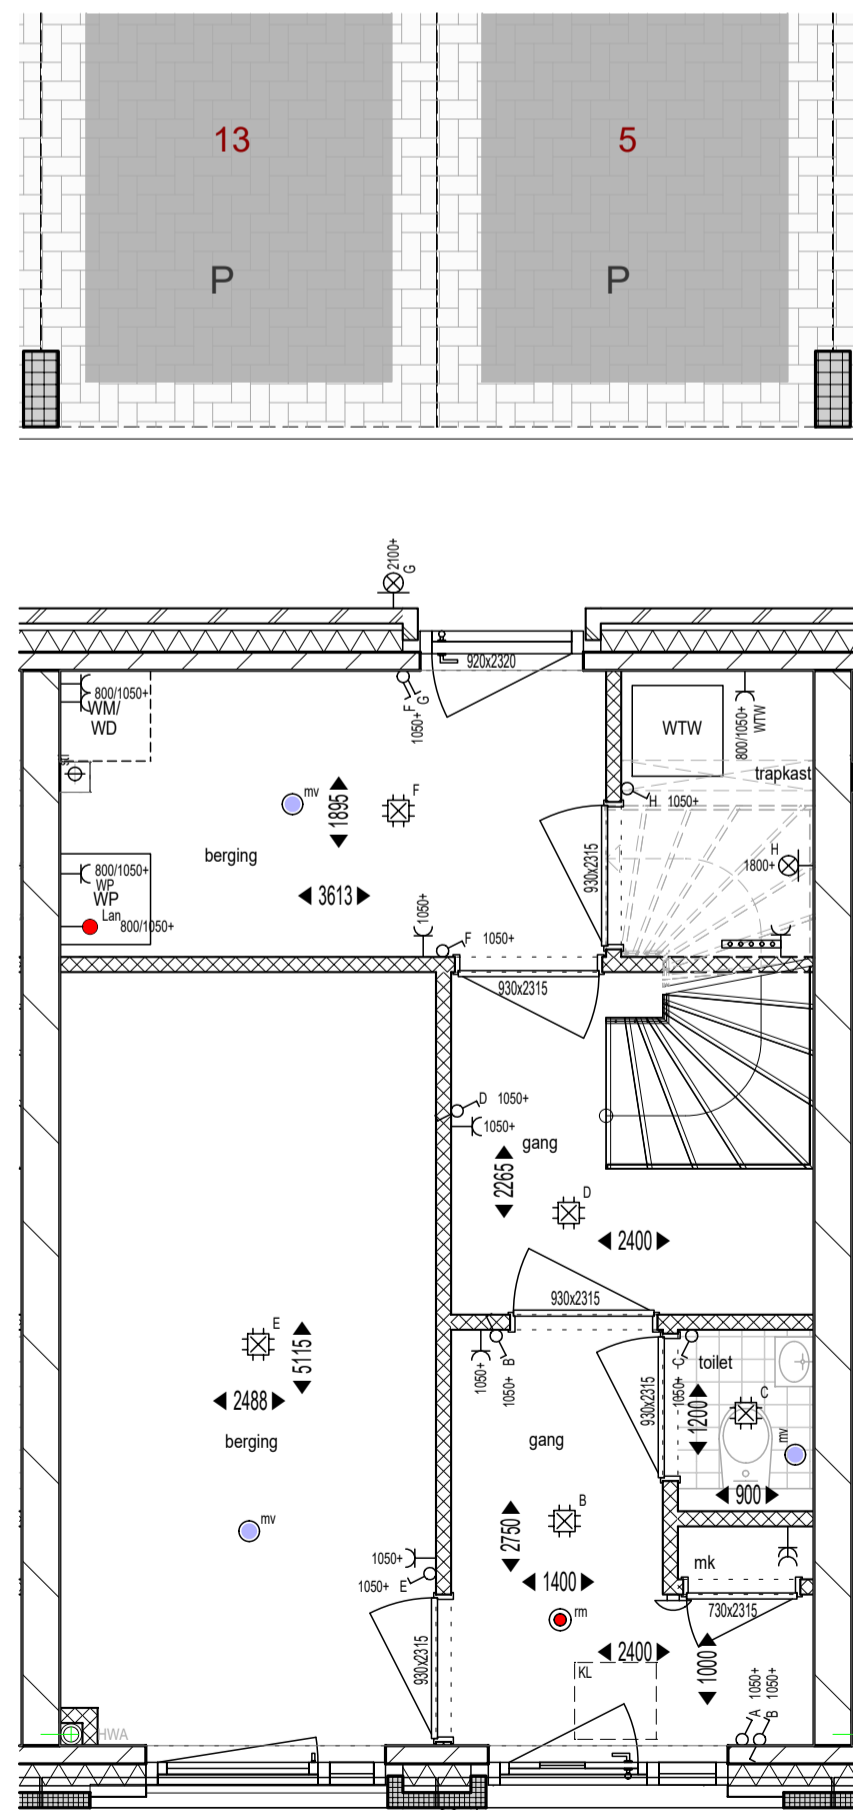 13
5
P
P
2100+
G
920x2320
800/1050+
WM/
WD
F
G
1050+
WTW
800/1050+
WTW
trapkast
mv
1895
F
H 1050+
berging
930x2315
H
1800+
800/1050+
WP
WP
Lan
800/1050+
3613
1050+
F 1050+
930x2315
D 1050+
1050+
gang
2265
D
2400
930x2315
E
5115
2488
berging
1050+
B
1050+
930x2315
C
1050+
toilet
1200
C
mv
gang
900
B
2750
mv
1400
mk
1050+
1050+ E
rm
730x2315
930x2315
2400
1000
KL
A 1050+
B 1050+
HWA